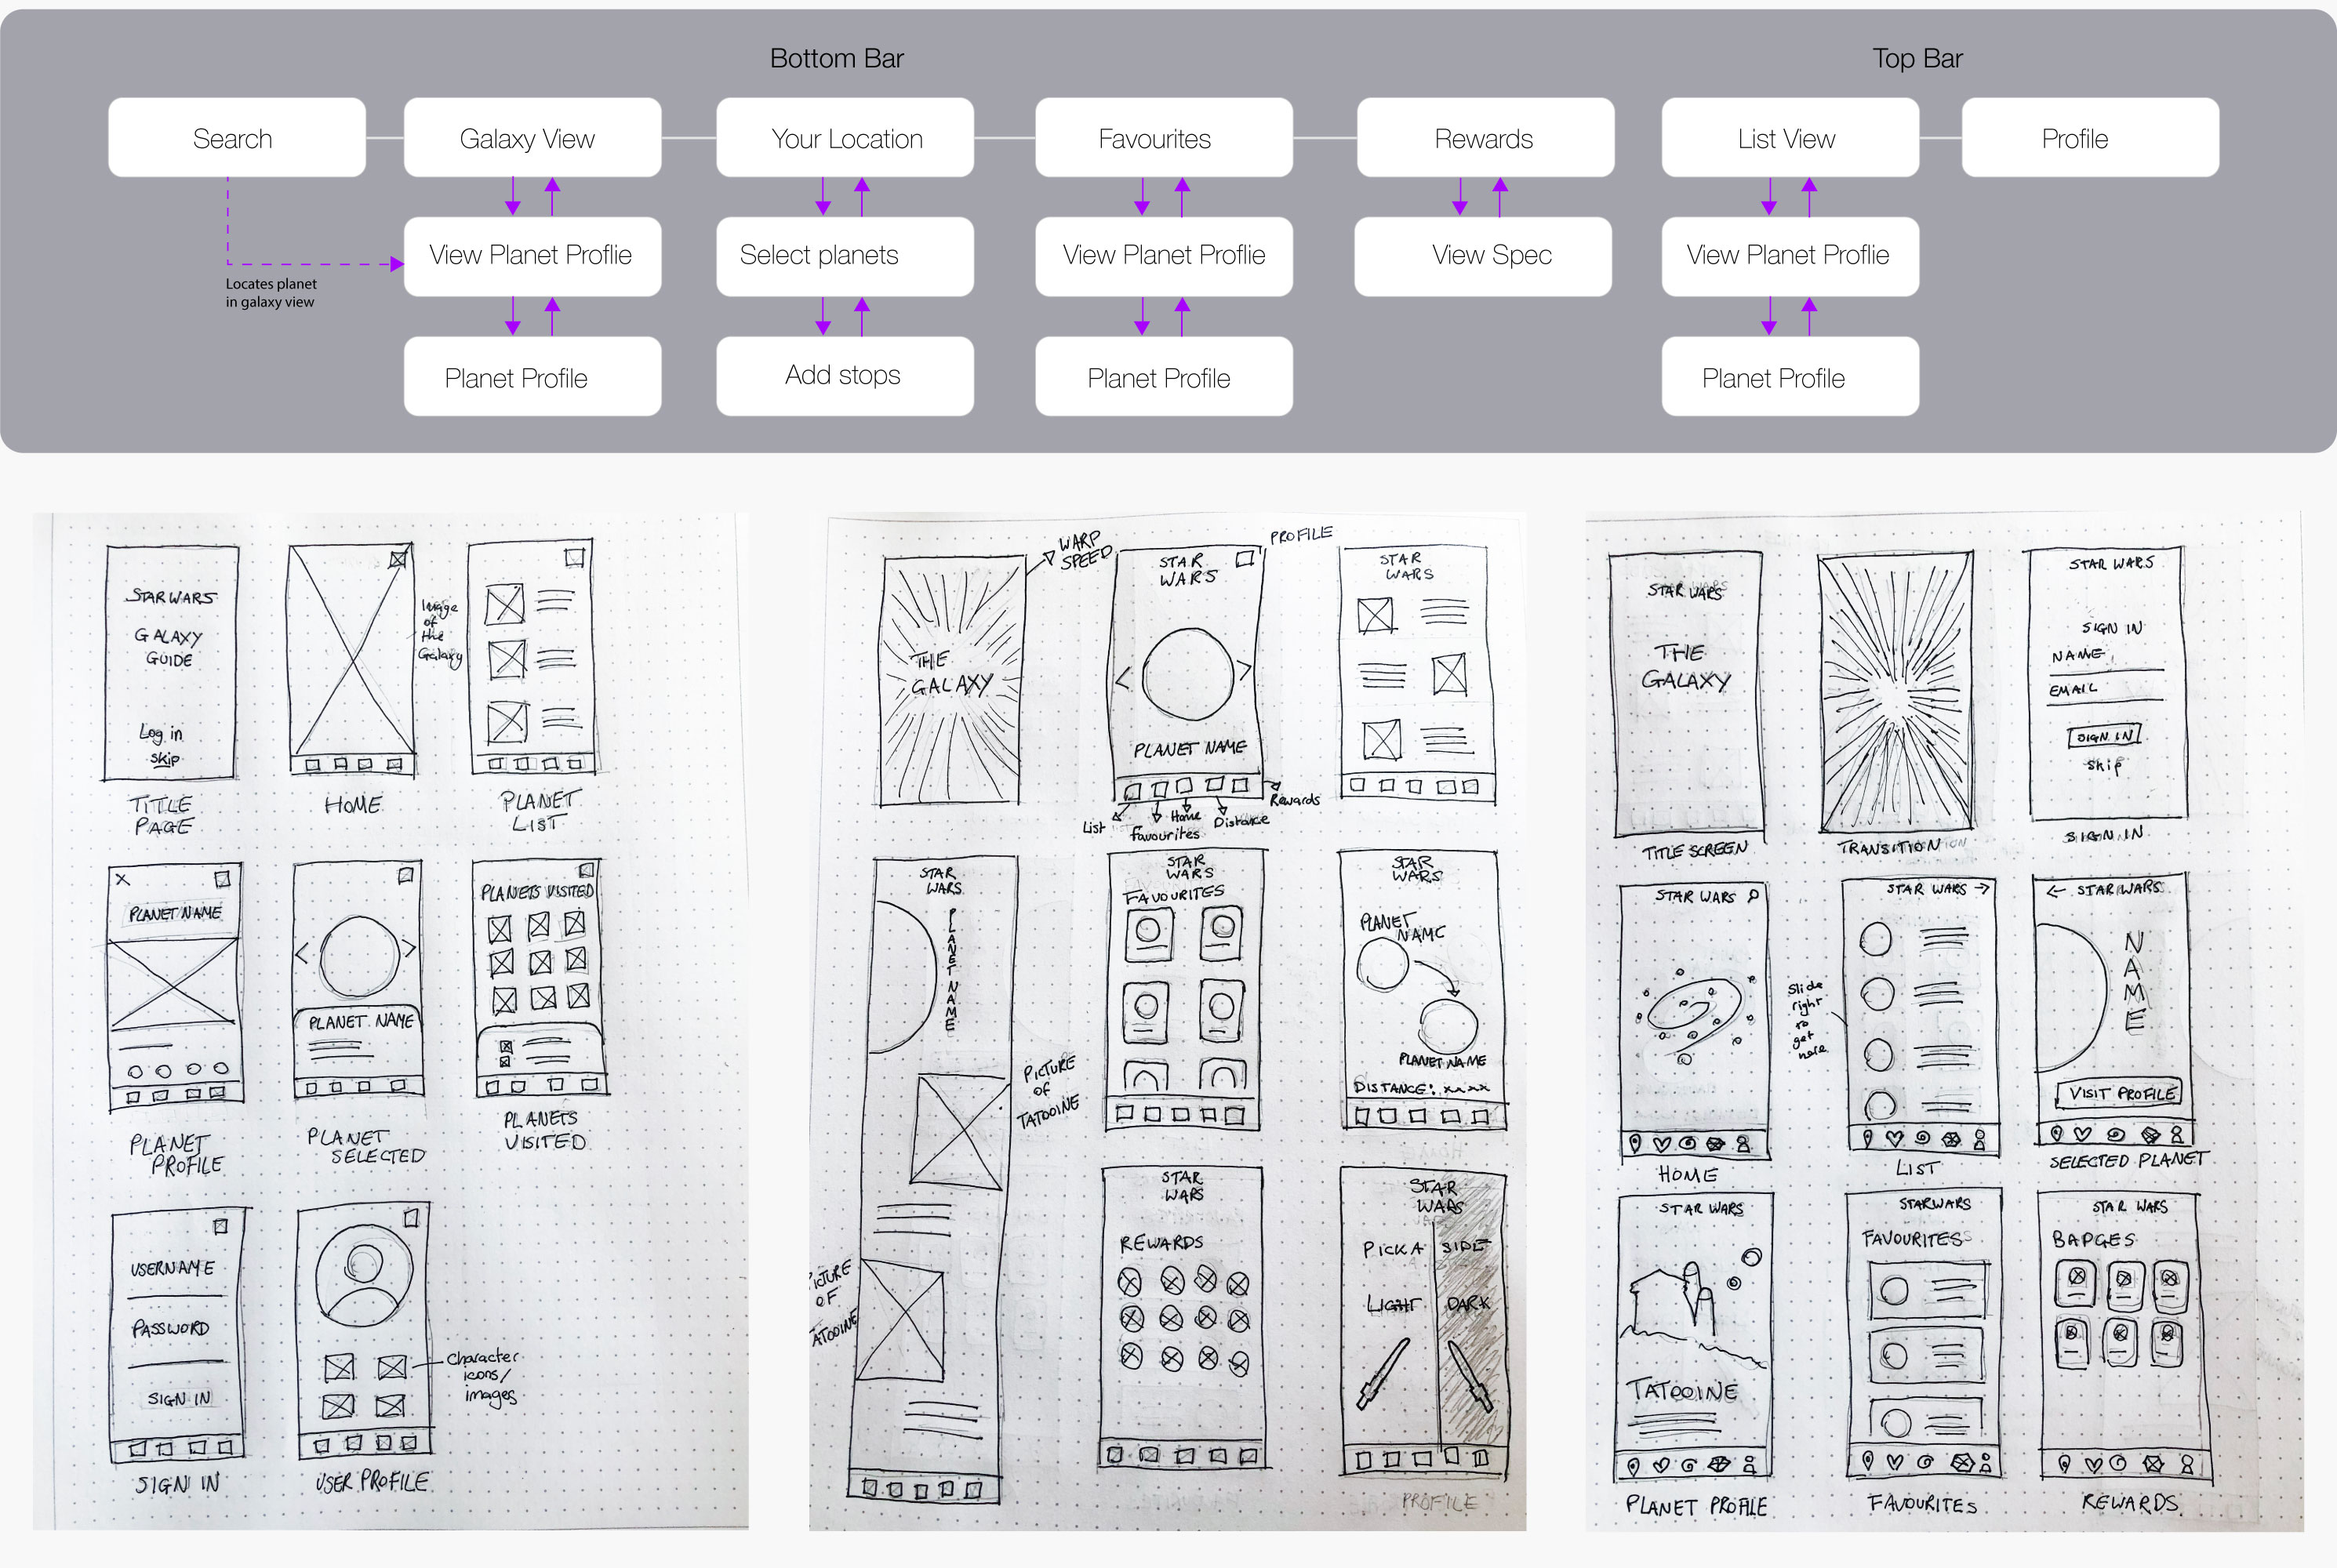 Bottom Bar
Top Bar
Search
Galaxy View
Your Location
Favourites
Rewards
List View
Profile
View Planet Proflie
Select planets
View Planet Proflie
View Spec
View Planet Proflie
Locates planet
in galaxy view
Planet Profile
Add stops
Planet Profile
Planet Profile
STAR WARS
GALAXY
GUIDE
Log in
skip
TITLE
PAGE
HOME
Image
of
the
Galaxy
PLANET
LIST
PLANET NAME
PLANET
PROFILE
PLANET NAME
PLANET
SELECTED
PLANETS VISITED
PLANETS
VISITED
USERNAME
PASSWORD
SIGN IN
SIGN IN
Character
icons/
images
USER PROFILE
THE
GALAXY
WARP
SPEED
STAR
WARS
PROFILE
PLANET NAME
List
Favourites
Home
Distance
Rewards
STAR
WARS
STAR
WARS
PLANET NAME
PICTURE
OF
TATOOINE
PICTURE
OF
TATOOINE
STAR
WARS
FAVOURITES
STAR
WARS
PLANET
NAME
PLANET NAME
DISTANCE: xxxx
STAR
WARS
REWARDS
STAR
WARS
PICK A SIDE
LIGHT DARK
PROFILE
STAR WARS
THE
GALAXY
TITLE SCREEN
TRANSITION
STAR WARS
SIGN IN
NAME
EMAIL
SIGN IN
Skip
SIGN IN
STAR WARS
HOME
Slide
right
to
get
here
STAR WARS
LIST
STAR WARS
NAME
VISIT PROFILE
SELECTED PLANET
STAR WARS
TATOOINE
PLANET PROFILE
STARWARS
FAVOURITES
FAVOURITES
STAR WARS
BADGES
REWARDS